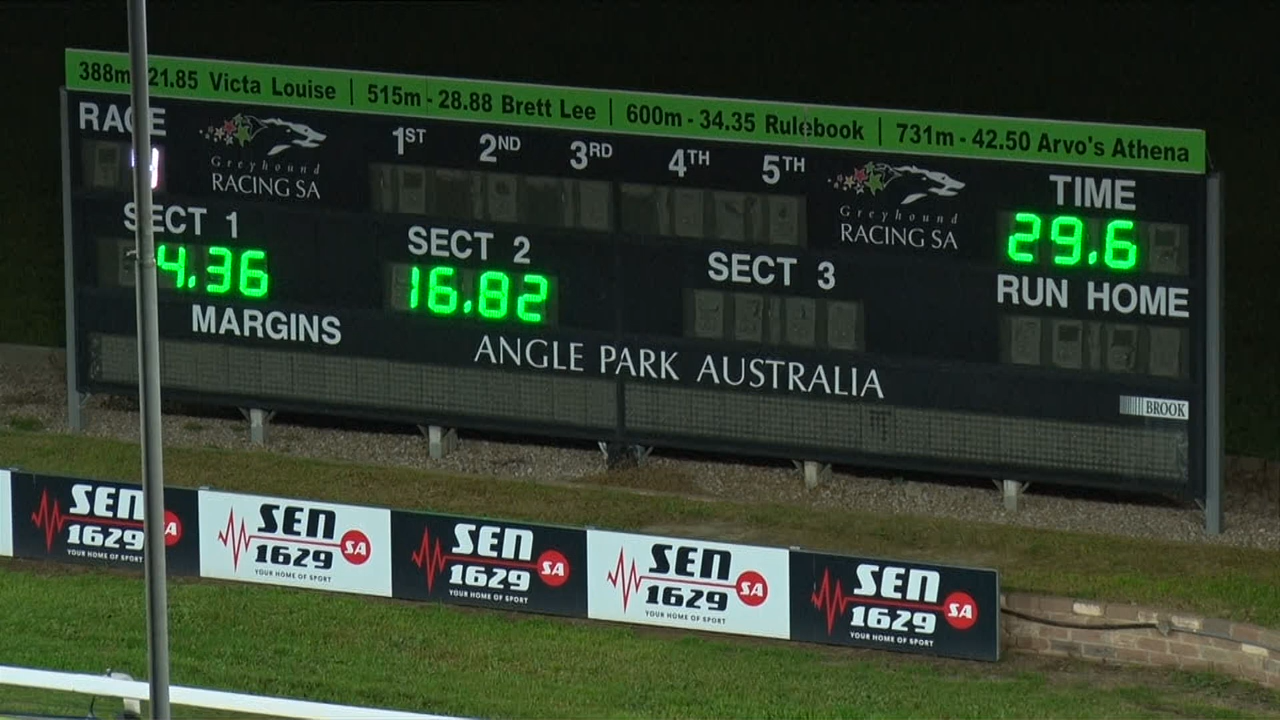 388m 21.85 Victa Louise | 515m - 28.88 Brett Lee | 600m - 34.35 Rulebook | 731m - 42.50 Arvo's Athena
RACE
Greyhound
RACING SA
1ST 2ND 3RD 4TH 5TH
Greyhound
RACING SA
TIME
29.6
SECT 1
4.36
SECT 2
16.82
SECT 3
RUN HOME
MARGINS
ANGLE PARK AUSTRALIA
BROOK
SEN
1629 SA
YOUR HOME OF SPORT
SEN
1629 SA
YOUR HOME OF SPORT
SEN
1629 SA
YOUR HOME OF SPORT
SEN
1629 SA
YOUR HOME OF SPORT
SEN
1629 SA
YOUR HOME OF SPORT